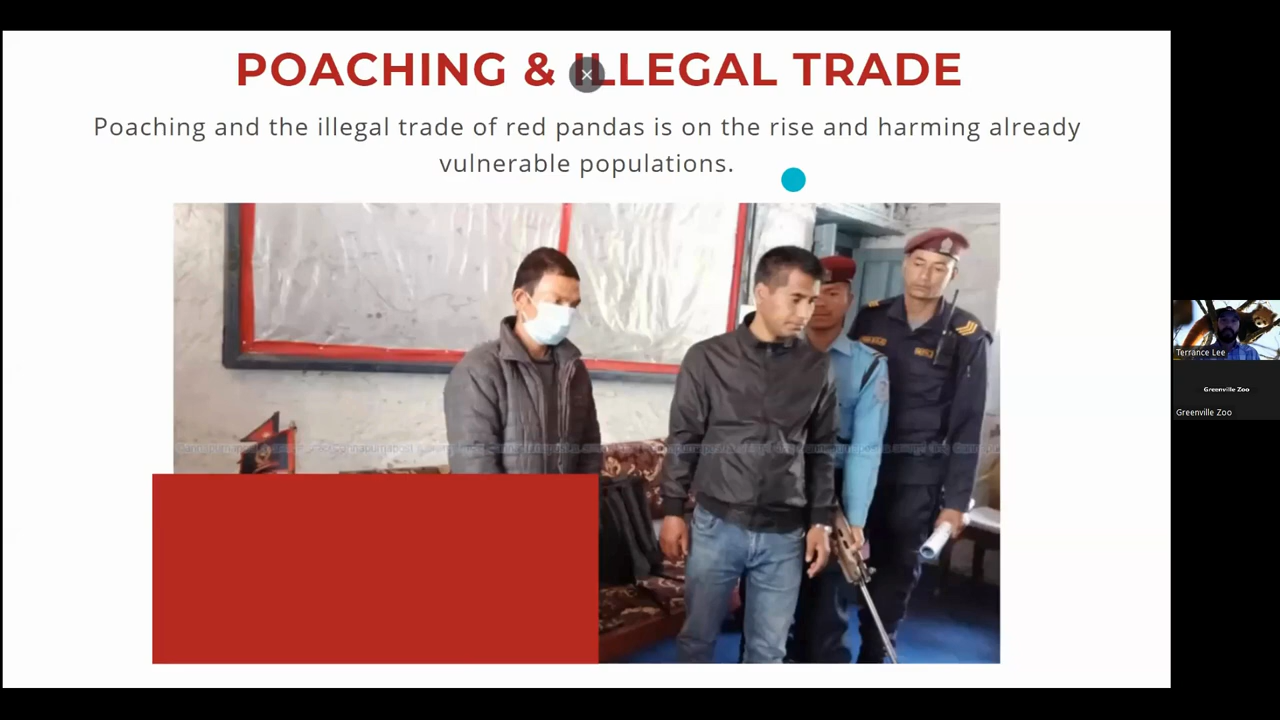 POACHING & ILLEGAL TRADE
Poaching and the illegal trade of red pandas is on the rise and harming already
vulnerable populations.
Terrance Lee
Greenville Zoo
Greenville Zoo